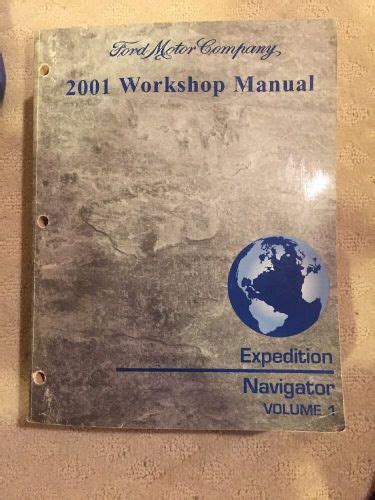 Ford Motor Company
2001 Workshop Manual
Expedition
Navigator
VOLUME 1